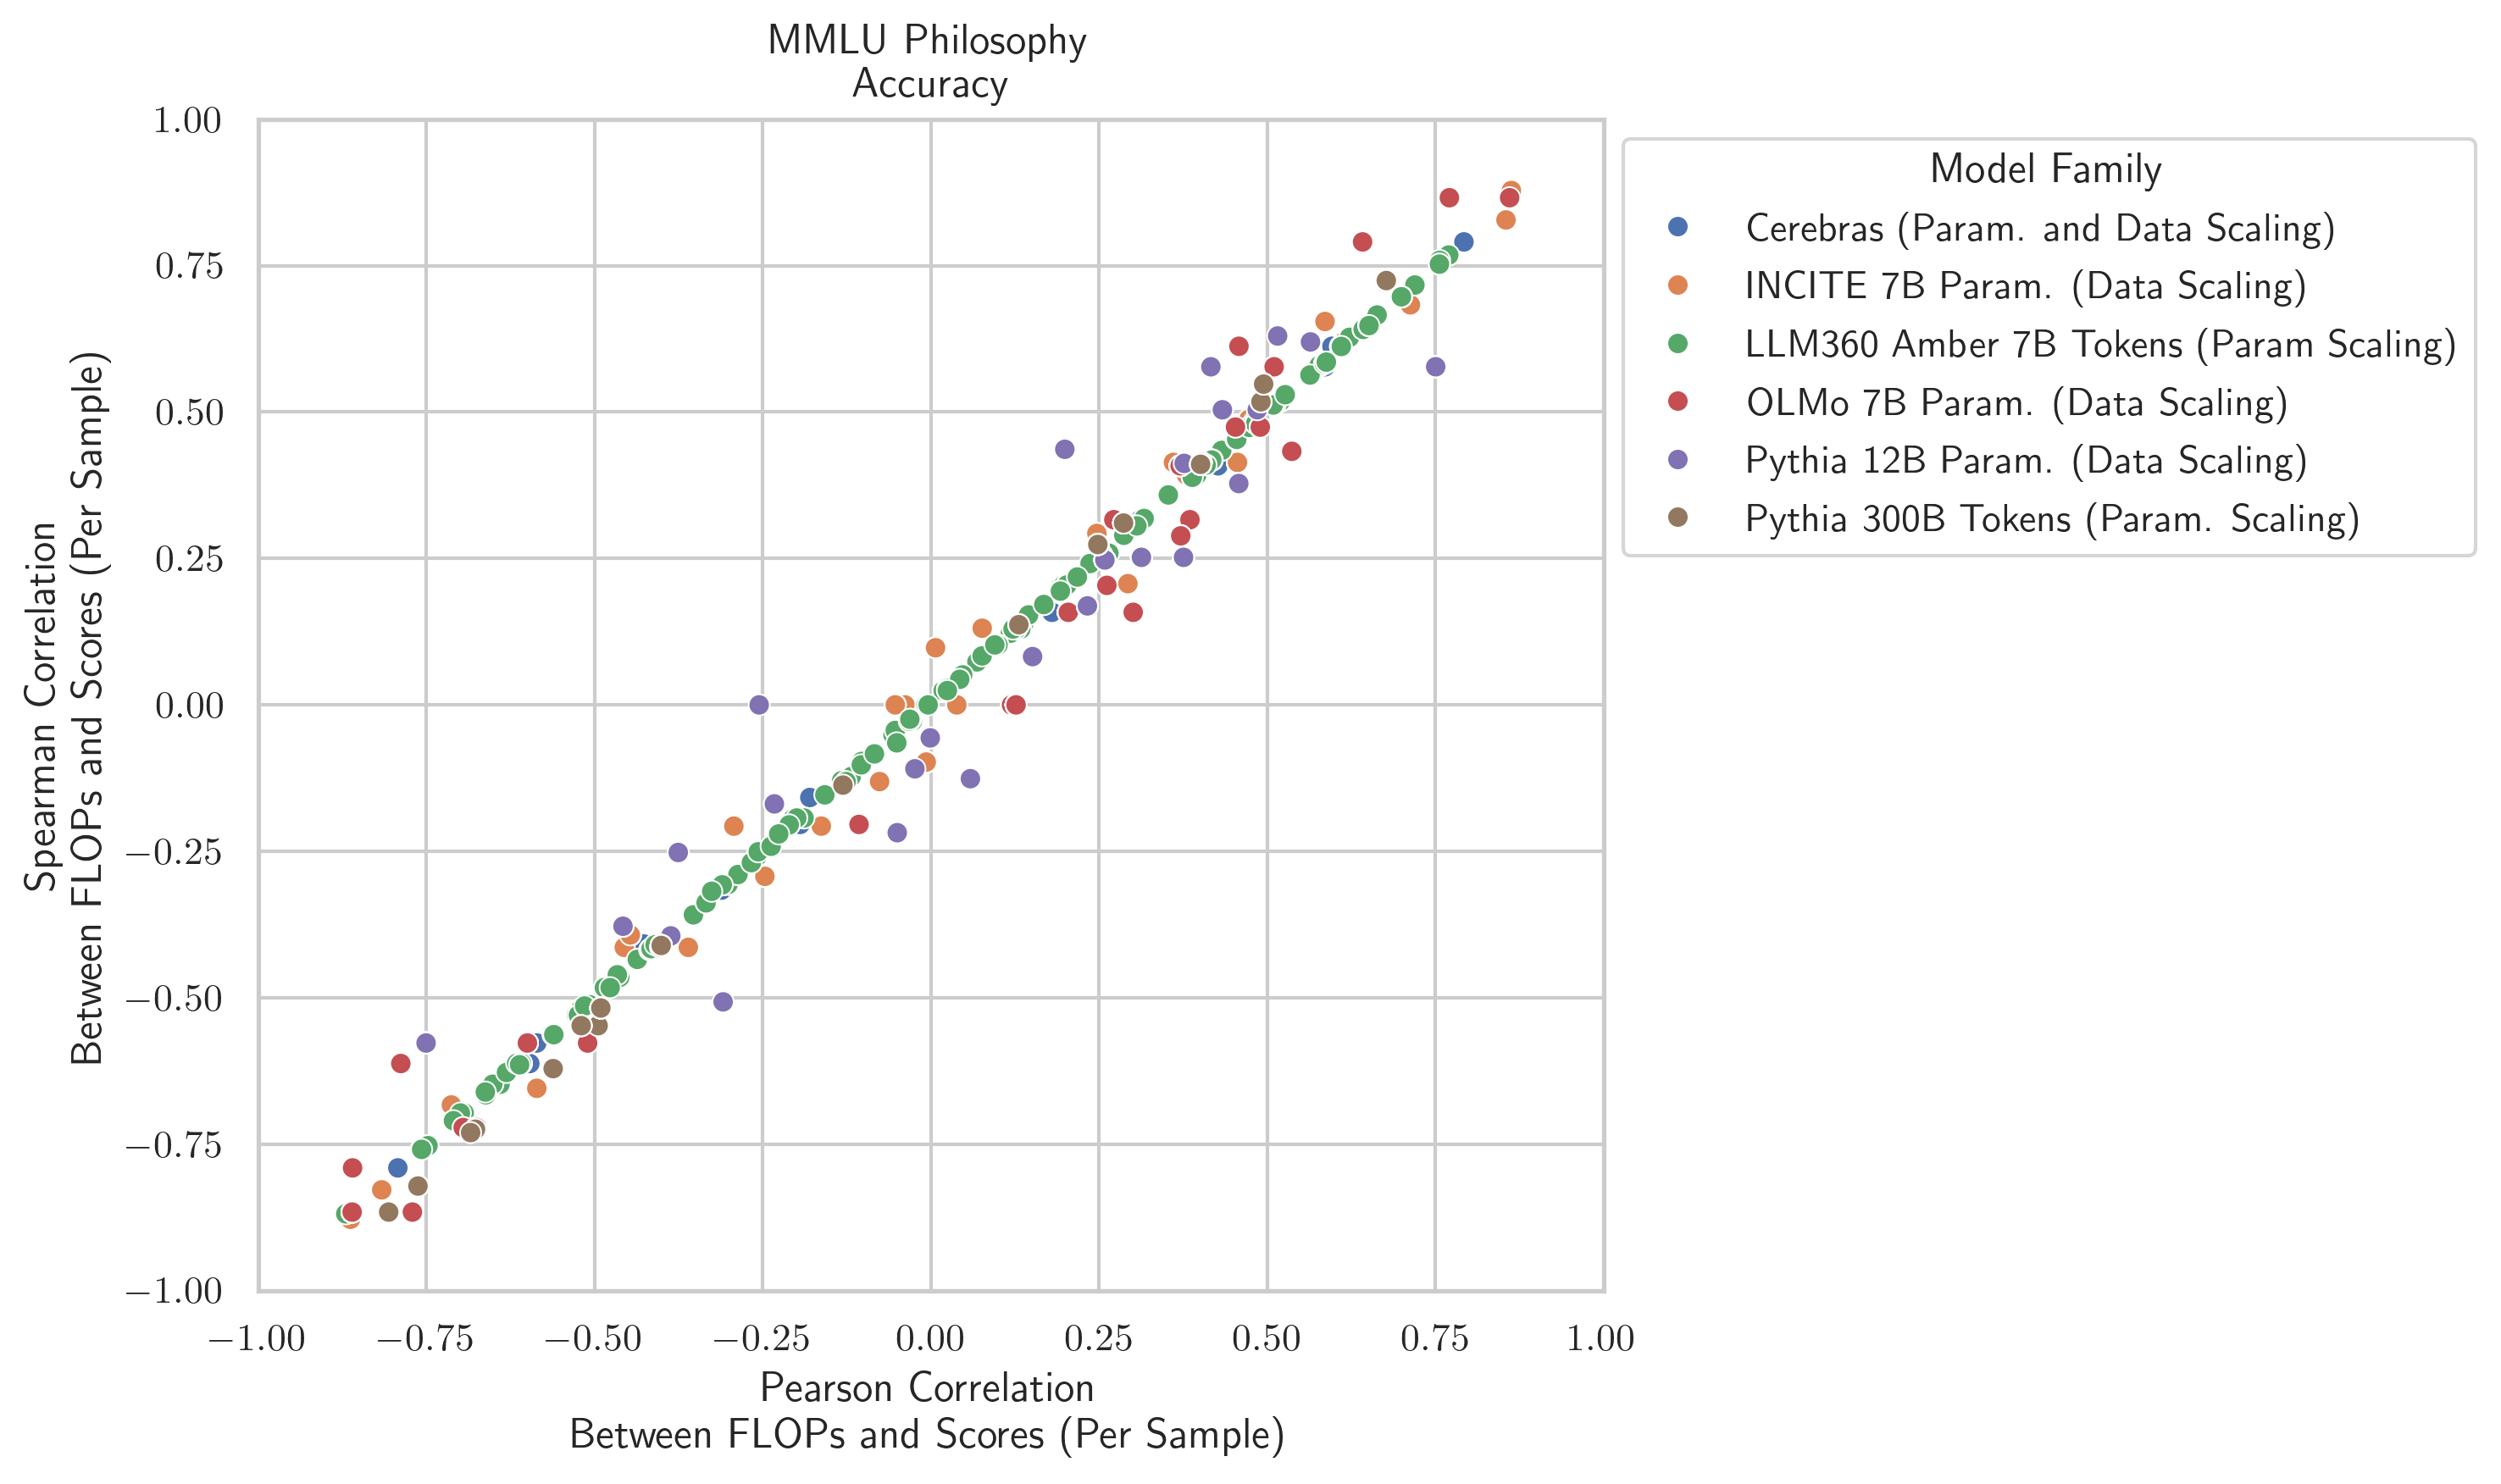 MMLU Philosophy
Accuracy
1.00
0.75
0.50
0.25
0.00
−0.25
−0.50
−0.75
−1.00
Spearman Correlation
Between FLOPs and Scores (Per Sample)
−1.00
−0.75
−0.50
−0.25
0.00
0.25
0.50
0.75
1.00
Pearson Correlation
Between FLOPs and Scores (Per Sample)
Model Family
Cerebras (Param. and Data Scaling)
INCITE 7B Param. (Data Scaling)
LLM360 Amber 7B Tokens (Param Scaling)
OLMo 7B Param. (Data Scaling)
Pythia 12B Param. (Data Scaling)
Pythia 300B Tokens (Param. Scaling)